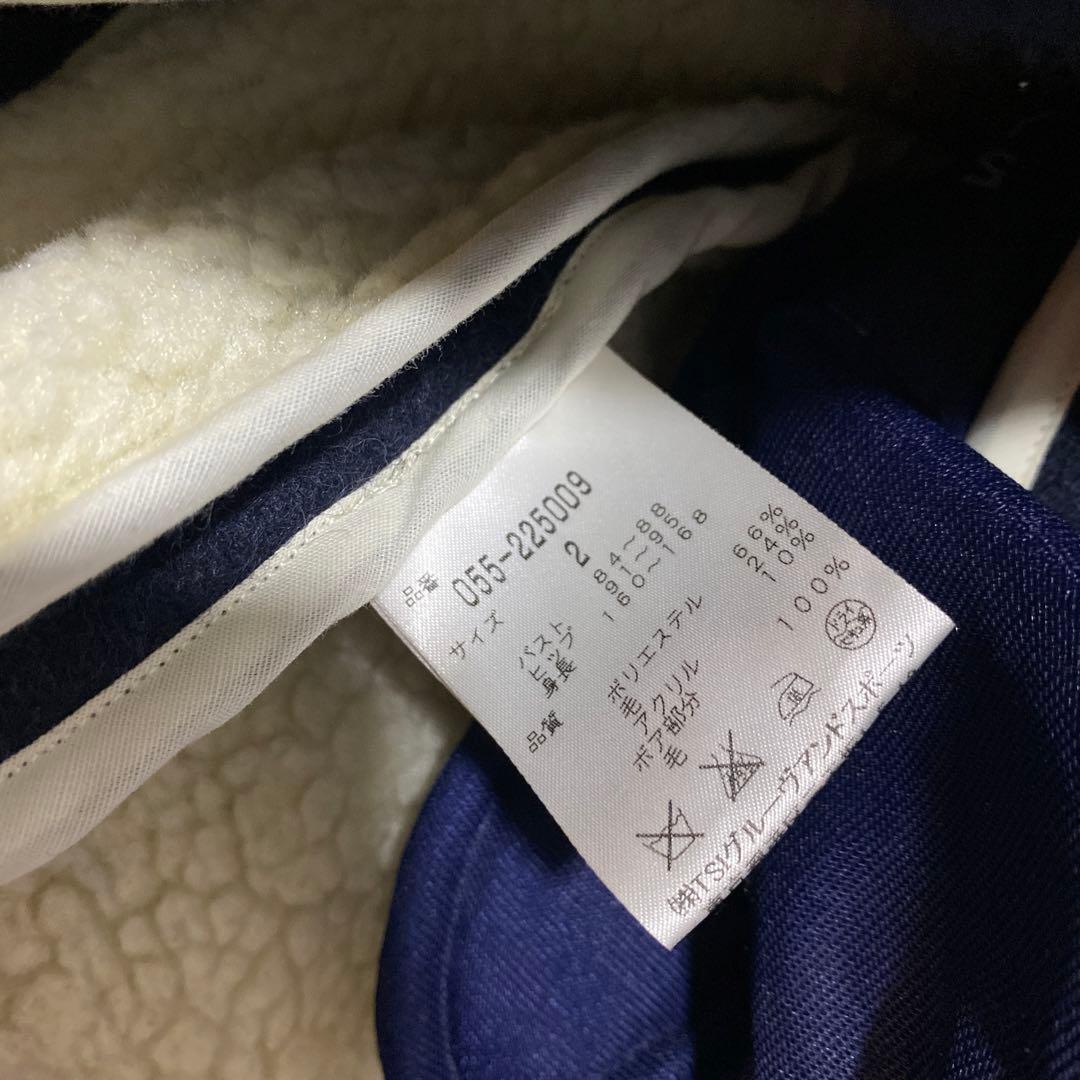 品番 055-225009
サイズ 2
バスト 84~88
ヒップ 91~95
身長 160~168
品質 ポリエステル 66%
毛 24%
アクリル 10%
ボア部分
毛 100%
ドライ
㈱TSIグルーヴアンドスポーツ